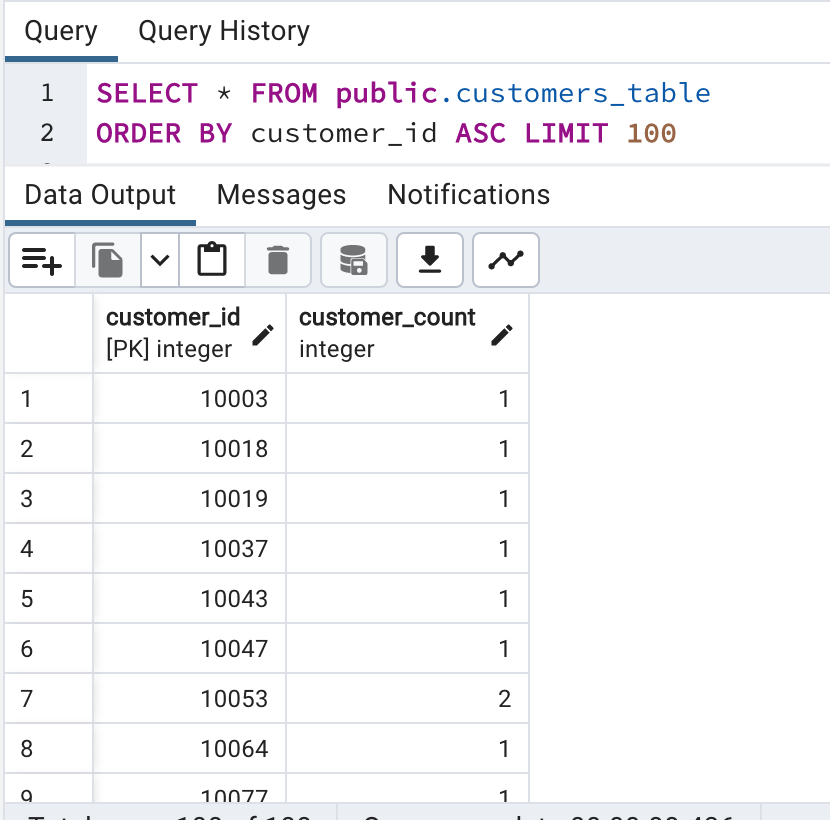 Query Query History
1 SELECT * FROM public.customers_table
2 ORDER BY customer_id ASC LIMIT 100
Data Output Messages Notifications
customer_id customer_count
[PK] integer integer
1 10003 1
2 10018 1
3 10019 1
4 10037 1
5 10043 1
6 10047 1
7 10053 2
8 10064 1
9 10077 1